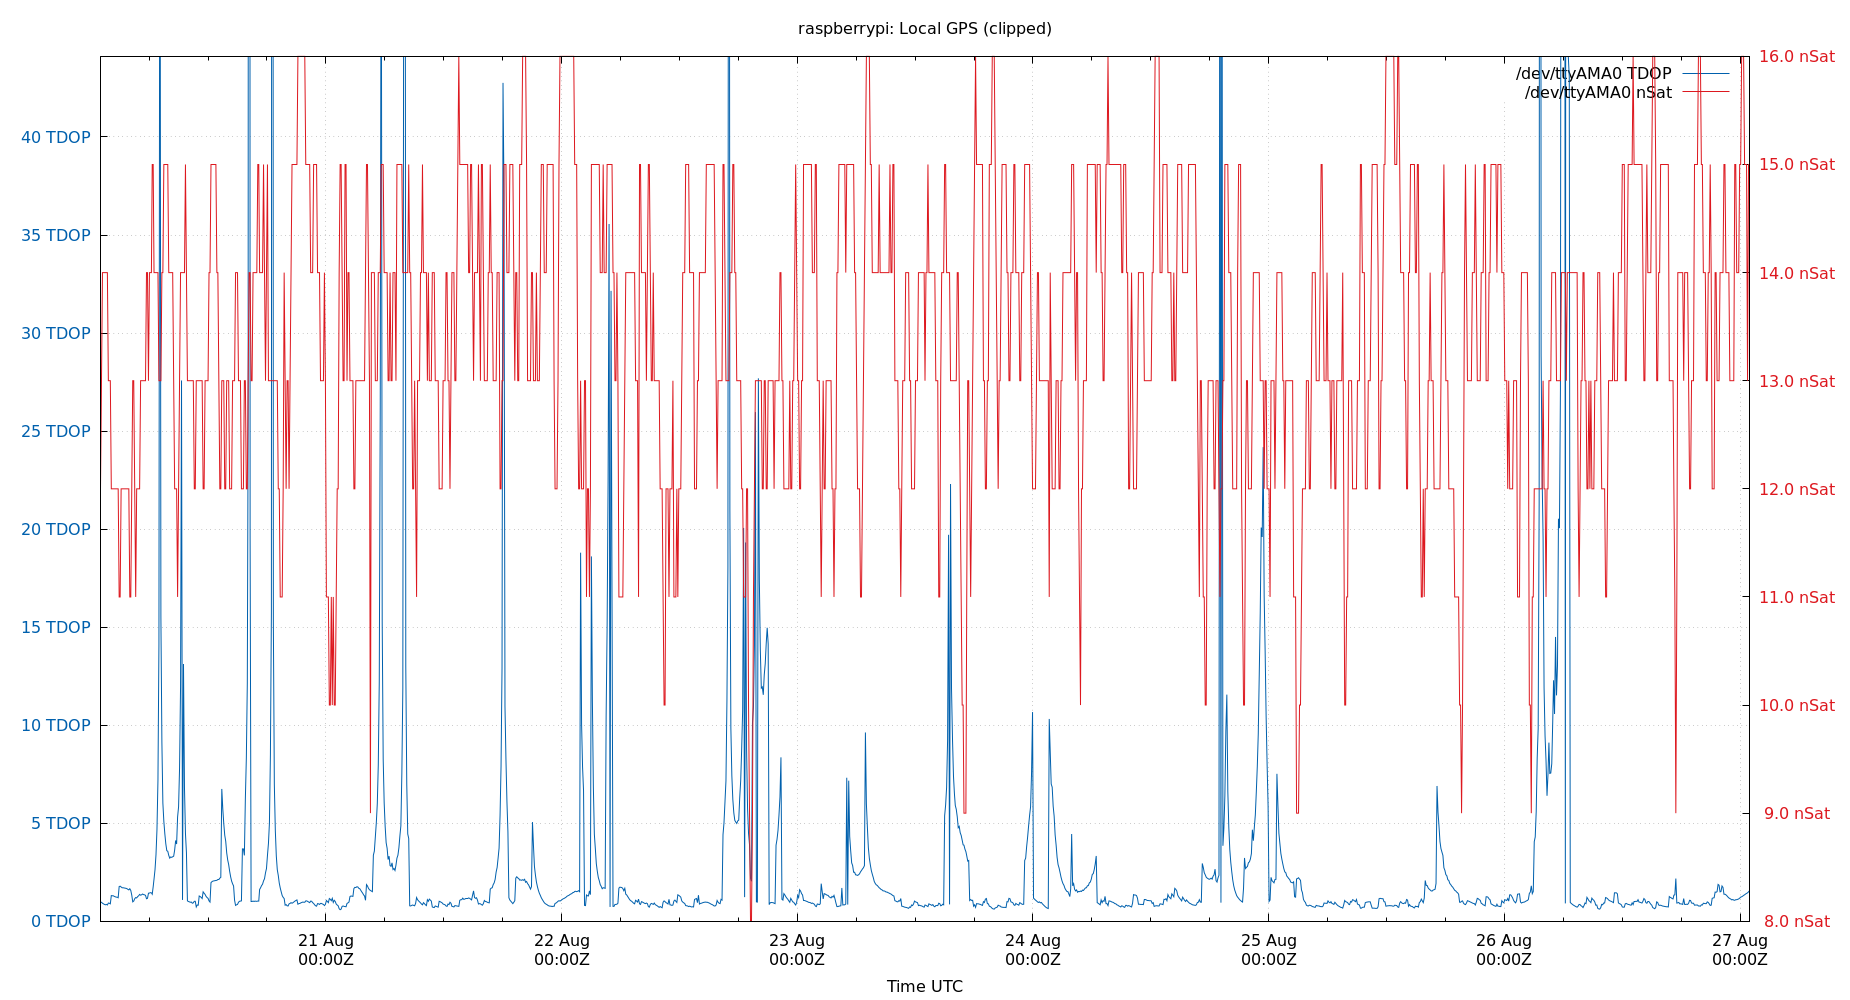 raspberrypi: Local GPS (clipped)
16.0 nSat
/dev/ttyAMA0 TDOP
/dev/ttyAMA0 nSat
40 TDOP
15.0 nSat
35 TDOP
14.0 nSat
30 TDOP
13.0 nSat
25 TDOP
12.0 nSat
20 TDOP
11.0 nSat
15 TDOP
10.0 nSat
10 TDOP
9.0 nSat
5 TDOP
8.0 nSat
0 TDOP
21 Aug 22 Aug 23 Aug 24 Aug 25 Aug 26 Aug 27 Aug
00:00Z 00:00Z 00:00Z 00:00Z 00:00Z 00:00Z 00:00Z
Time UTC